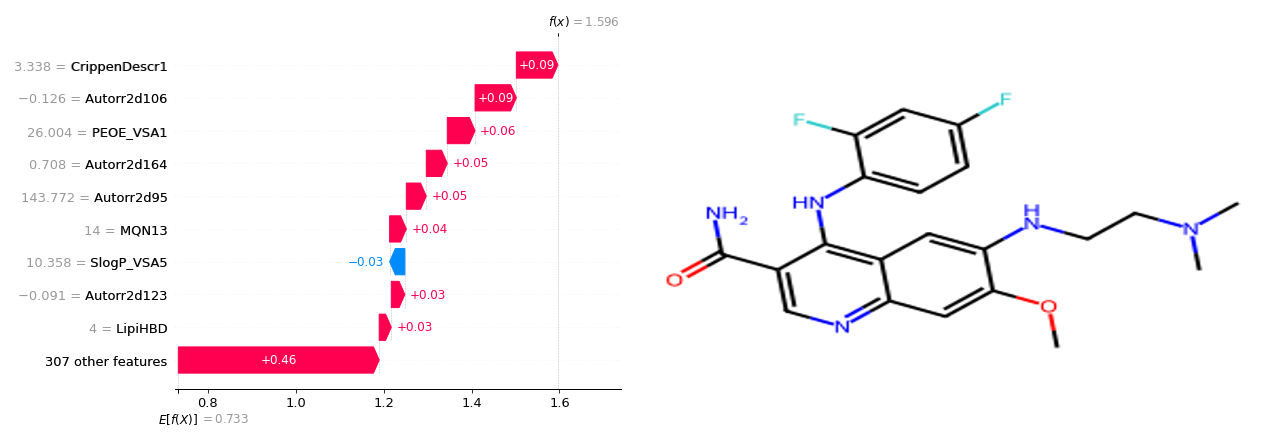 f(x) = 1.596
3.338 = CrippenDescr1
+0.09
−0.126 = Autorr2d106
+0.09
26.004 = PEOE_VSA1
+0.06
0.708 = Autorr2d164
+0.05
143.772 = Autorr2d95
+0.05
14 = MQN13
+0.04
10.358 = SlogP_VSA5
−0.03
−0.091 = Autorr2d123
+0.03
4 = LipiHBD
+0.03
307 other features
+0.46
0.8 1.0 1.2 1.4 1.6
E[f(X)] = 0.733
F
F
HN
NH2
H
N
N
O
O
N